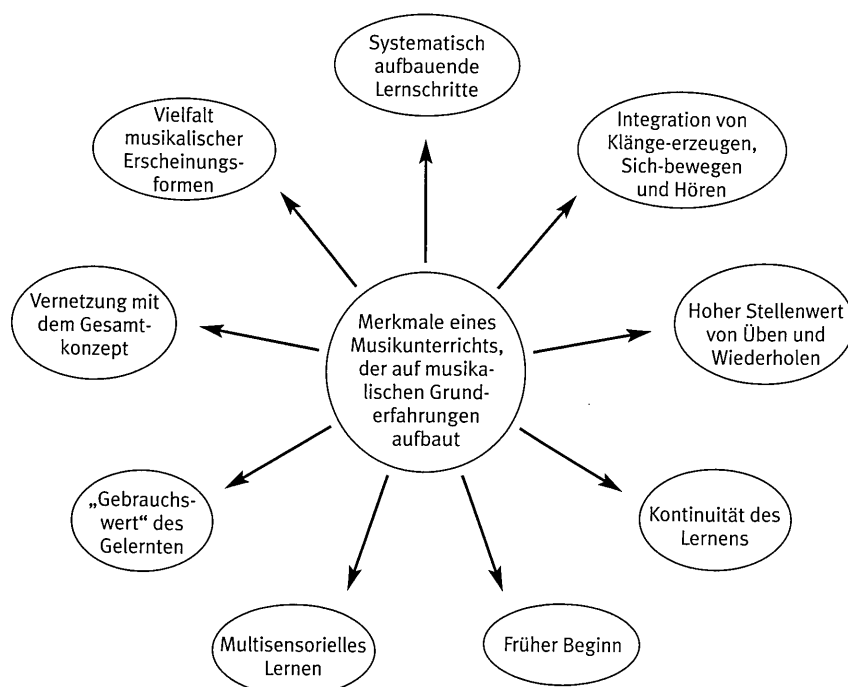 Systematisch
aufbauende
Lernschritte
Integration von
Klänge-erzeugen,
Sich-bewegen
und Hören
Hoher Stellenwert
von Üben und
Wiederholen
Kontinuität des
Lernens
Früher Beginn
Multisensorielles
Lernen
„Gebrauchs-
wert“ des
Gelernten
Vernetzung mit
dem Gesamt-
konzept
Vielfalt
musikalischer
Erscheinungs-
formen
Merkmale eines
Musikunterrichts,
der auf musika-
lischen Grund-
erfahrungen
aufbaut